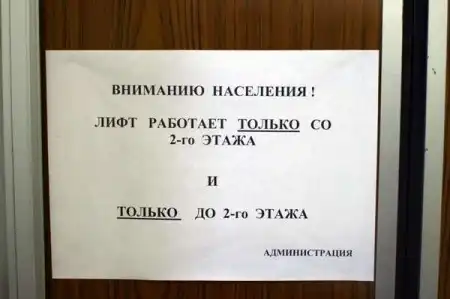 ВНИМАНИЮ НАСЕЛЕНИЯ !
ЛИФТ РАБОТАЕТ ТОЛЬКО СО
2-го ЭТАЖА
И
ТОЛЬКО ДО 2-го ЭТАЖА
АДМИНИСТРАЦИЯ